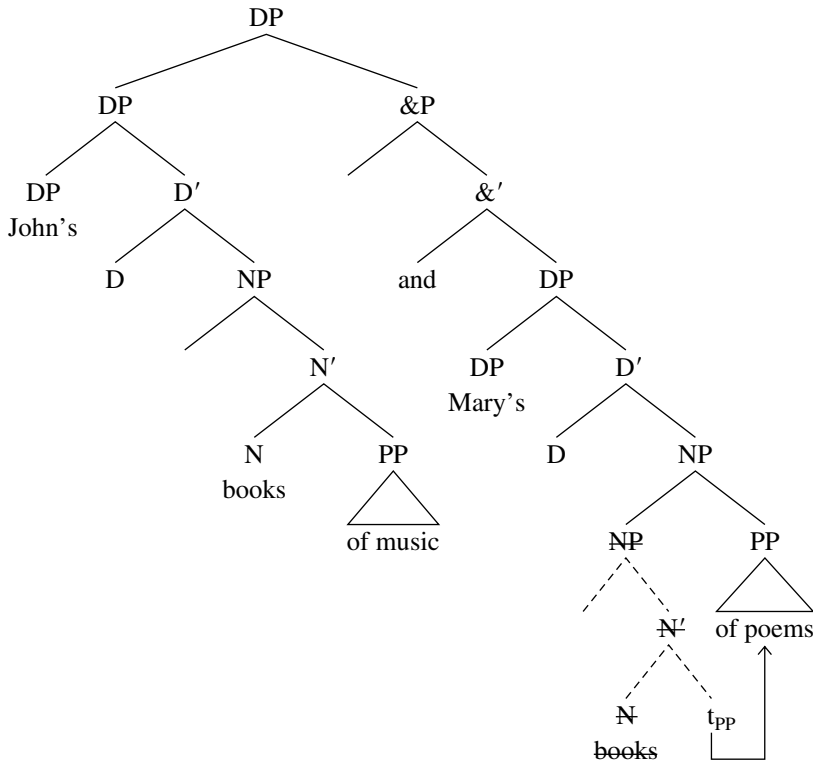 DP
DP &P
DP D′ &′
John's
D NP and DP
N′ DP D′
Mary's
N PP D NP
books
of music NP PP
N′ of poems
N tPP
books